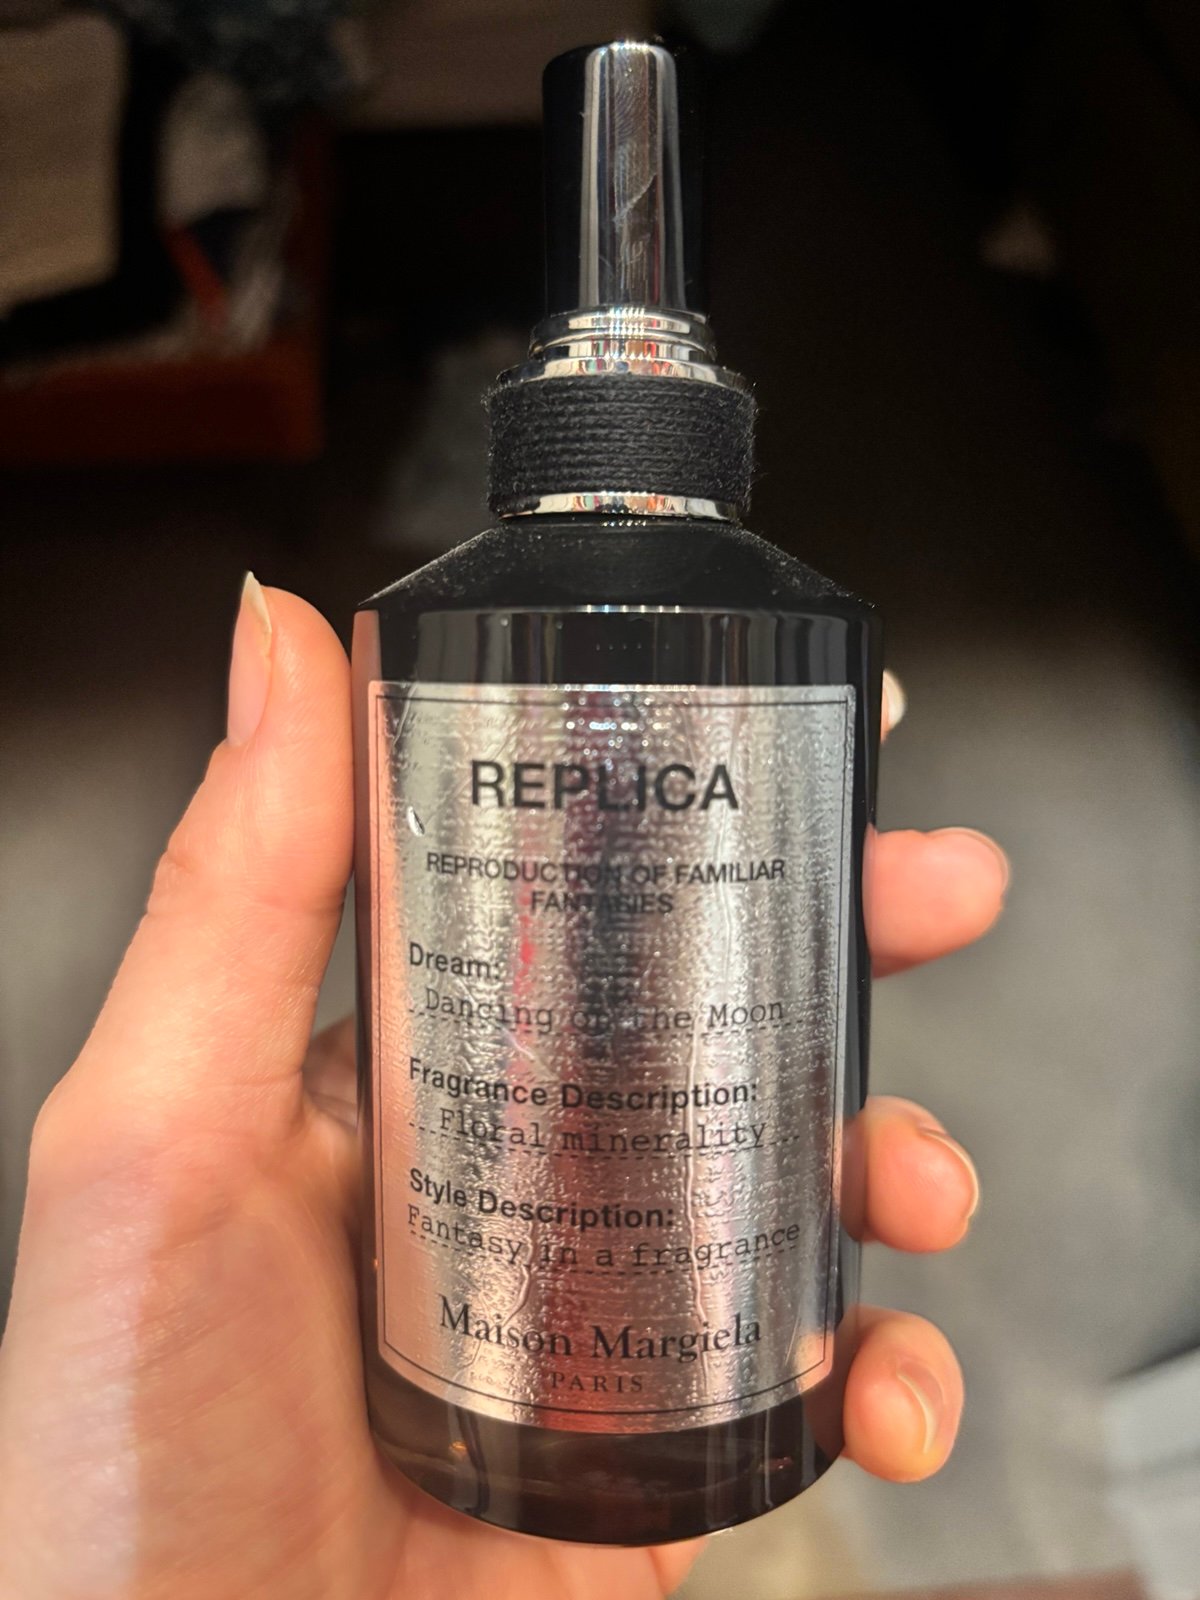 REPLICA
REPRODUCTION OF FAMILIAR
FANTASIES
Dream:
Dancing on the Moon
Fragrance Description:
Floral minerality
Style Description:
Fantasy in a fragrance
Maison Margiela
PARIS